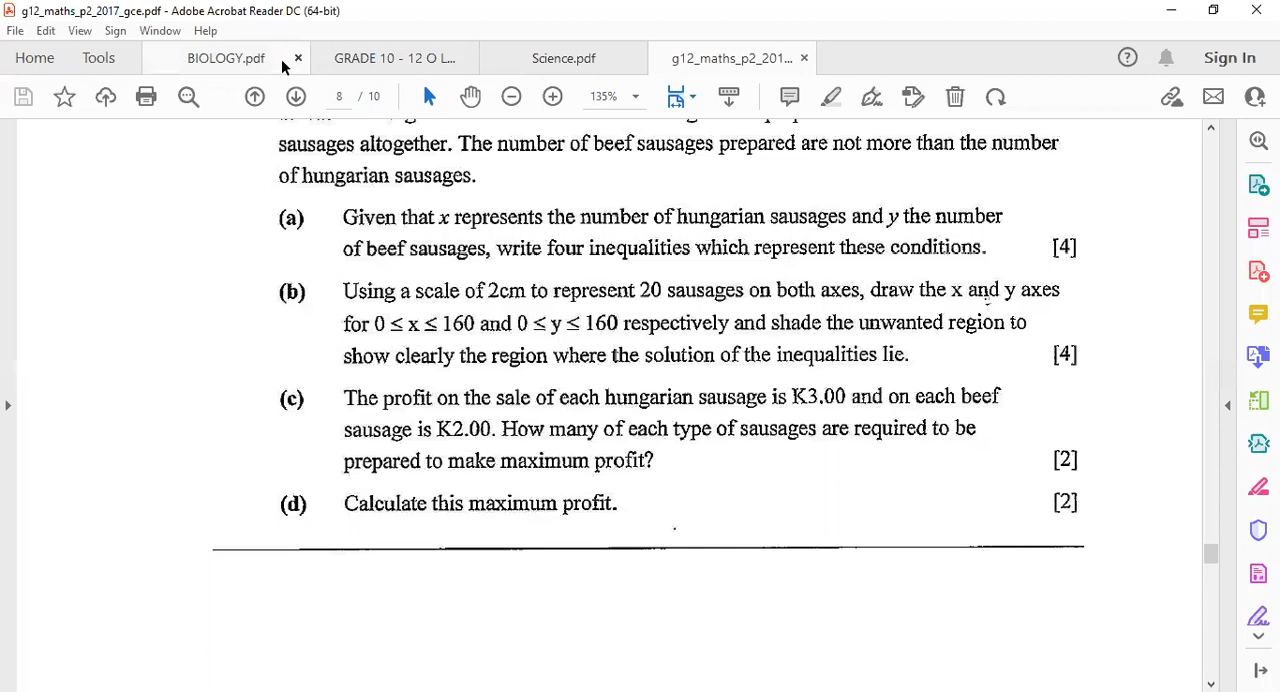 g12_maths_p2_2017_gce.pdf - Adobe Acrobat Reader DC (64-bit)
File Edit View Sign Window Help
Home Tools BIOLOGY.pdf × GRADE 10 - 12 O L... Science.pdf g12_maths_p2_201... × Sign In
8 / 10 135%
sausages altogether. The number of beef sausages prepared are not more than the number
of hungarian sausages.
(a) Given that x represents the number of hungarian sausages and y the number
of beef sausages, write four inequalities which represent these conditions. [4]
(b) Using a scale of 2cm to represent 20 sausages on both axes, draw the x and y axes
for 0 ≤ x ≤ 160 and 0 ≤ y ≤ 160 respectively and shade the unwanted region to
show clearly the region where the solution of the inequalities lie. [4]
(c) The profit on the sale of each hungarian sausage is K3.00 and on each beef
sausage is K2.00. How many of each type of sausages are required to be
prepared to make maximum profit? [2]
(d) Calculate this maximum profit. [2]